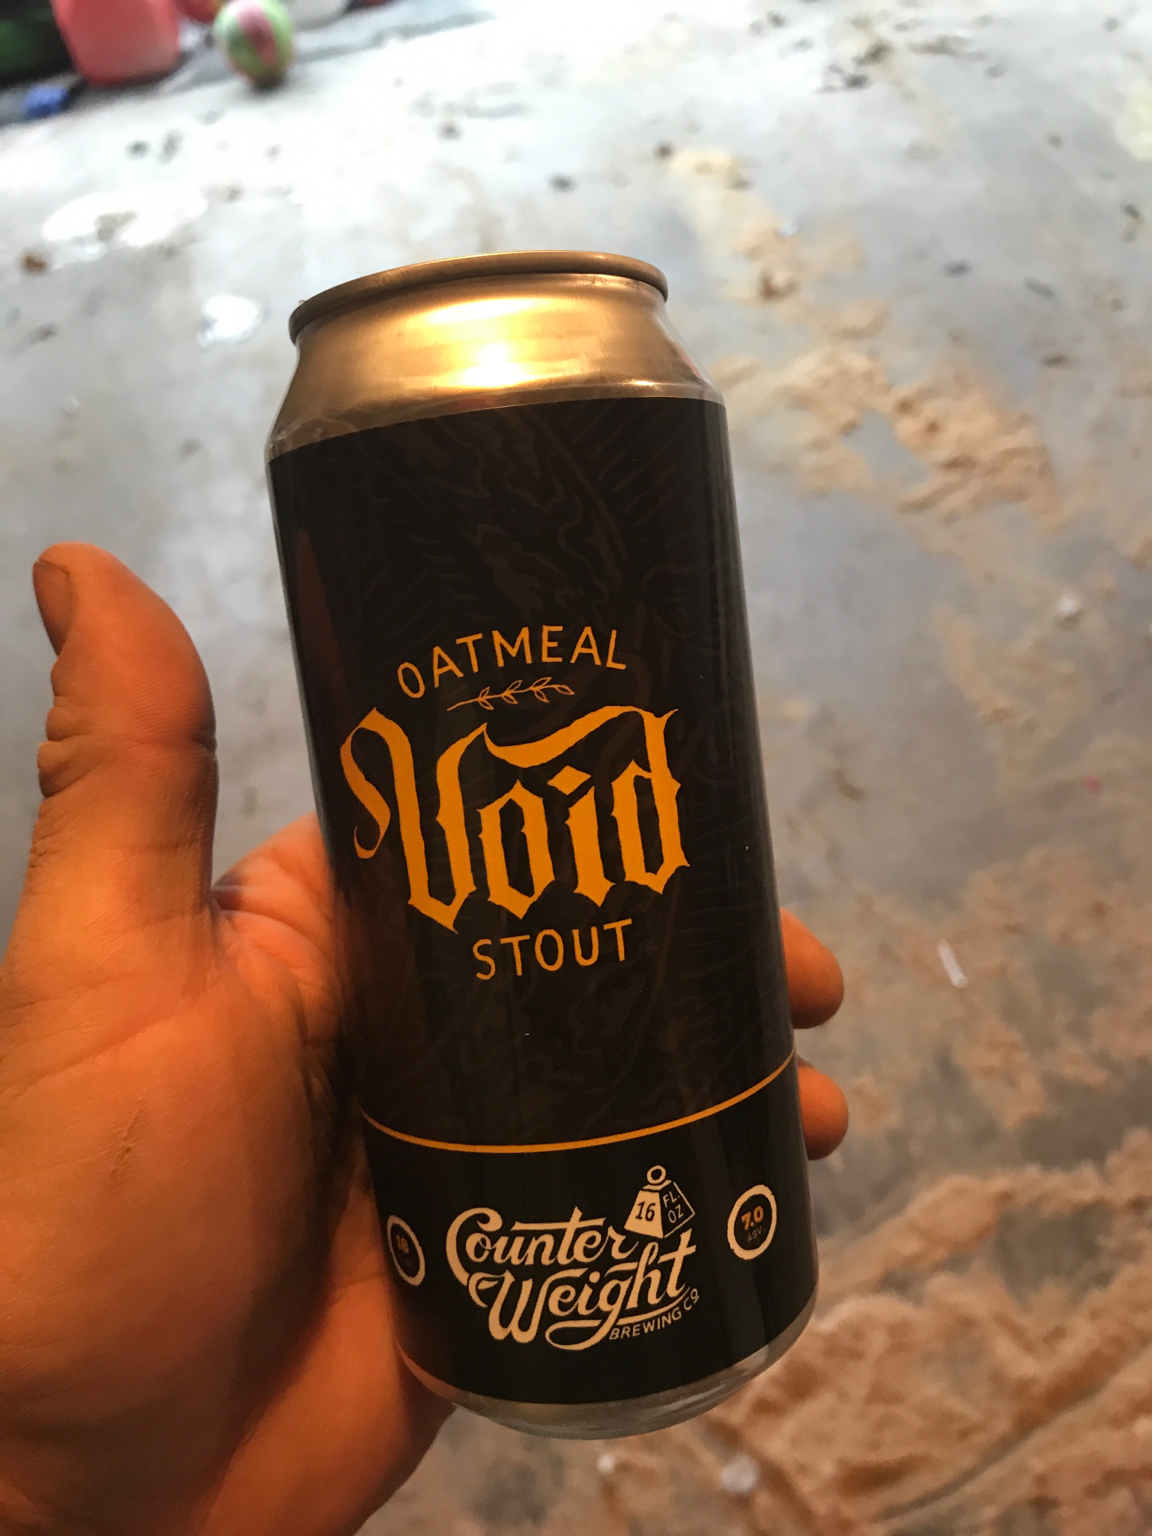 OATMEAL
Void
STOUT
16
FL.
OZ
Counter
Weight
BREWING CO
7.0
ABV